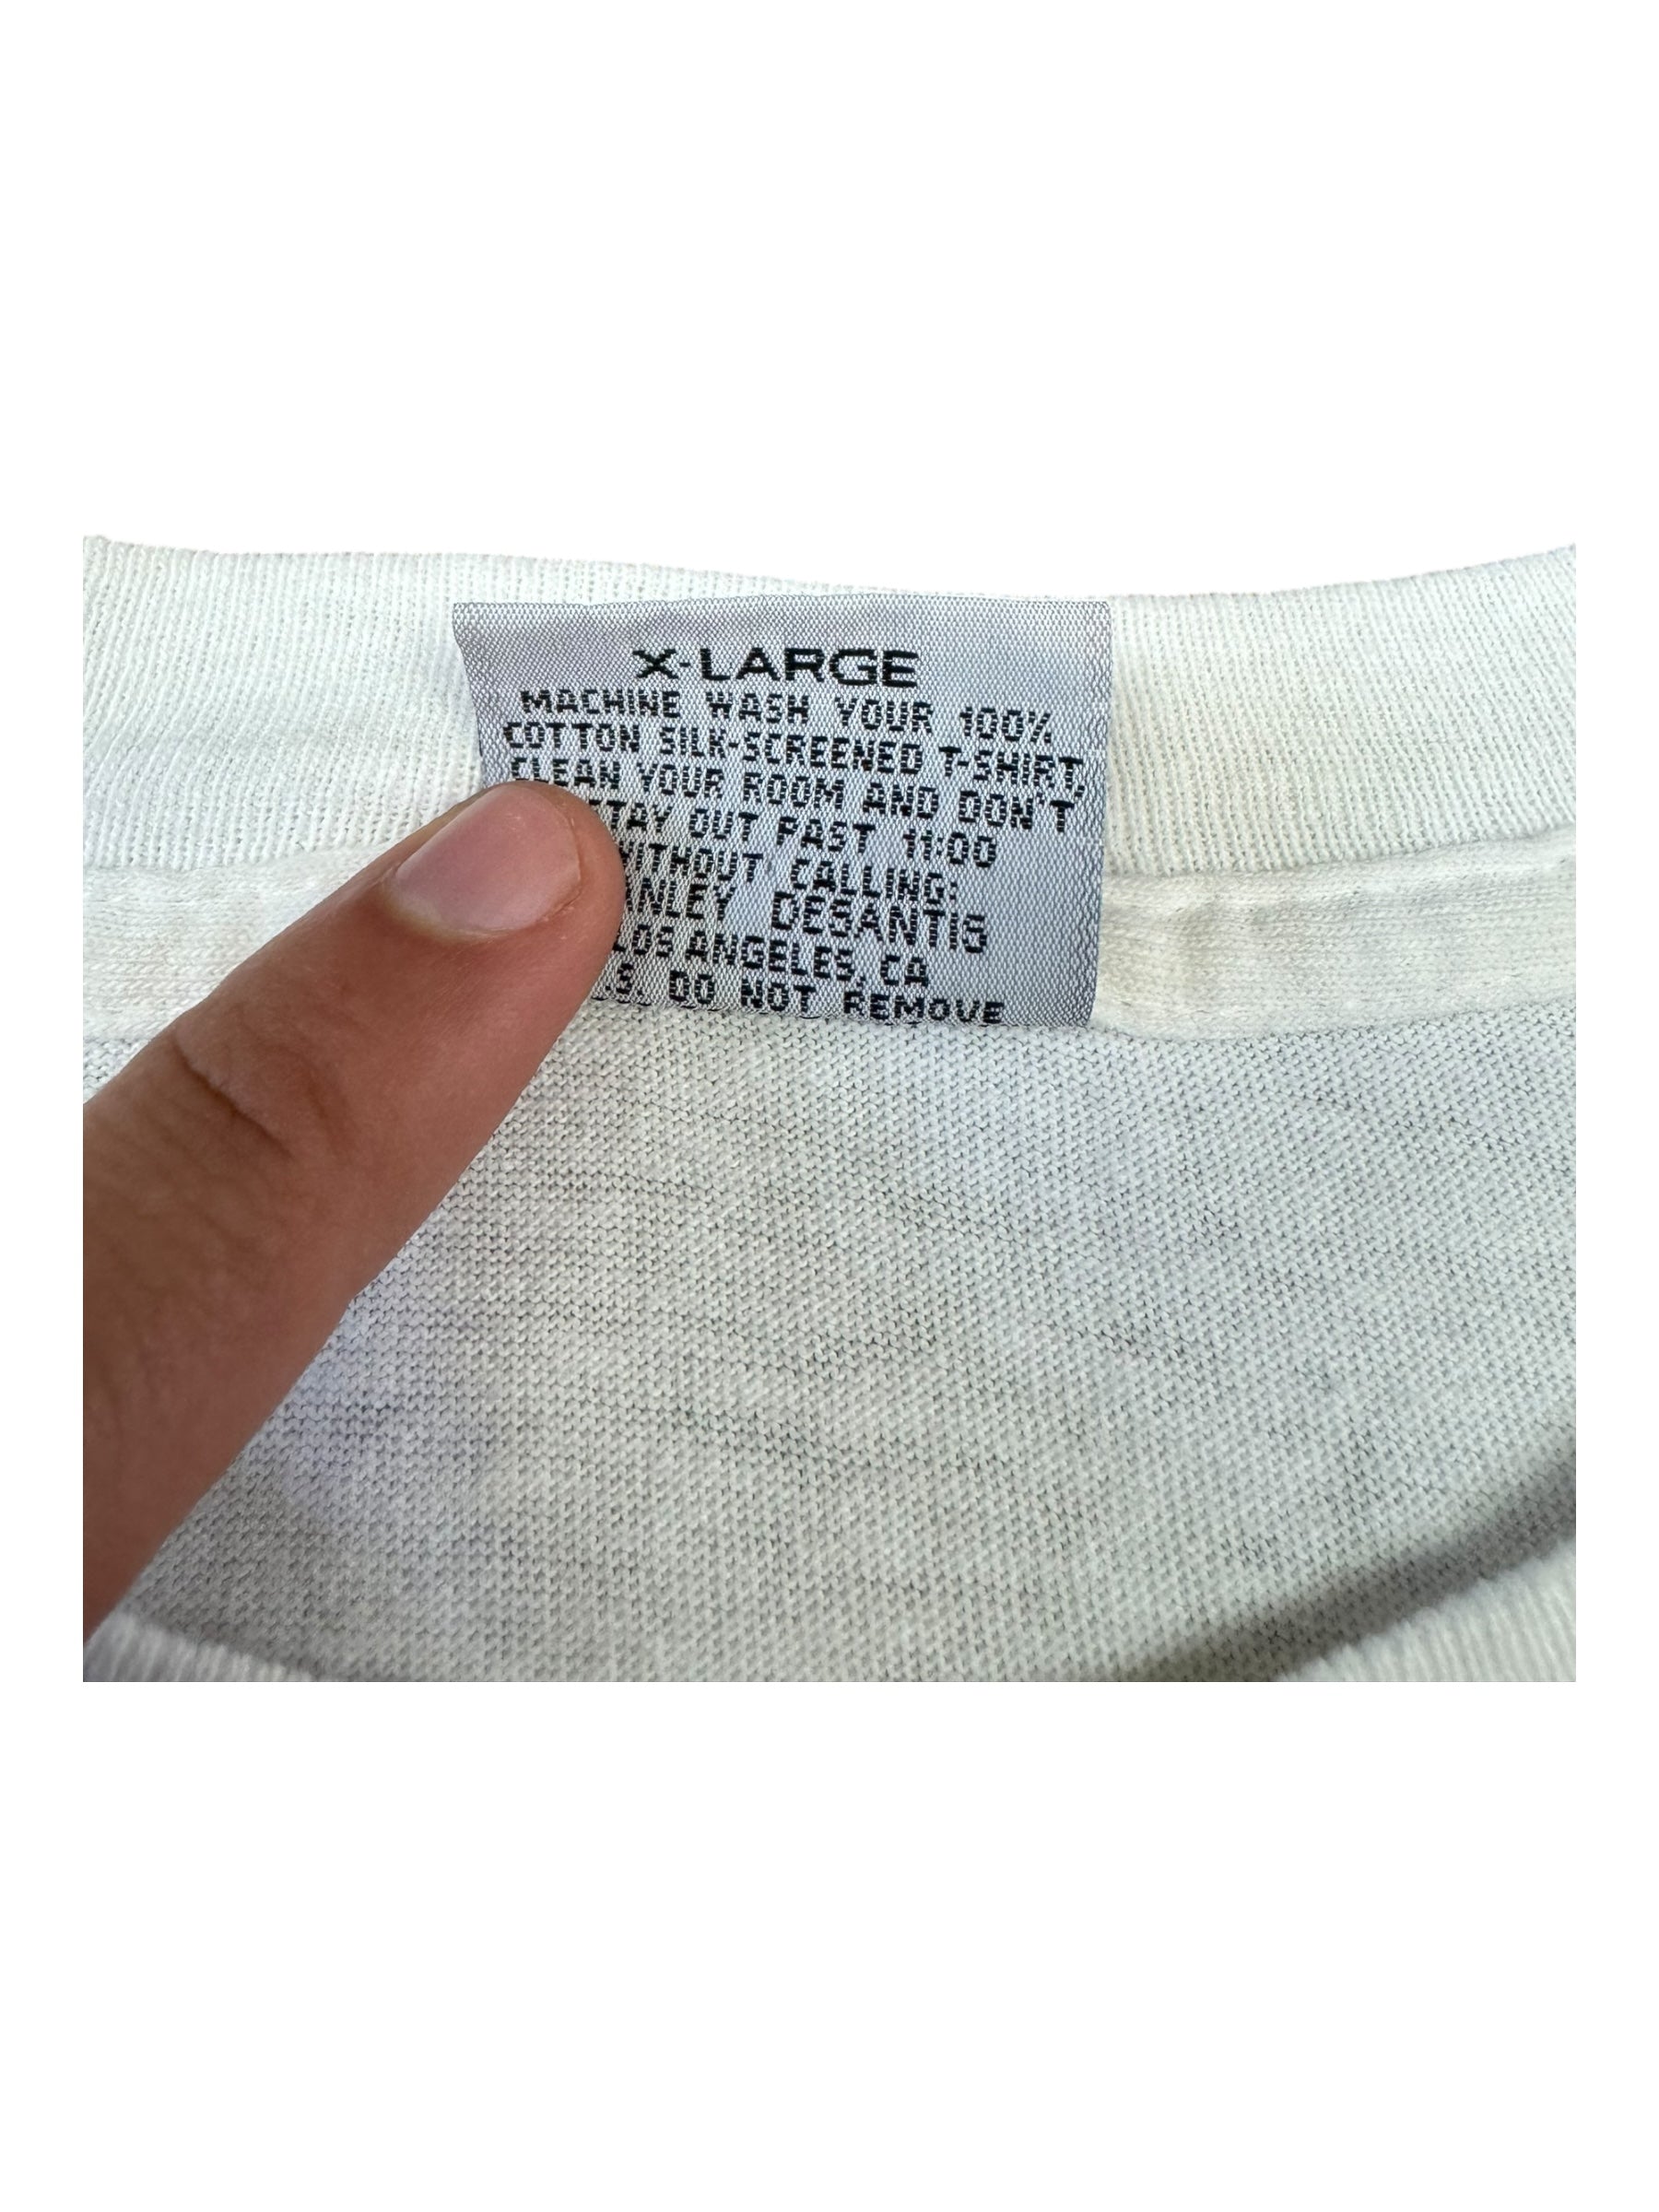 X-LARGE
MACHINE WASH YOUR 100%
COTTON SILK-SCREENED T-SHIRT,
CLEAN YOUR ROOM AND DON'T
STAY OUT PAST 11:00
WITHOUT CALLING:
DESANTIS
LOS ANGELES, CA
DO NOT REMOVE